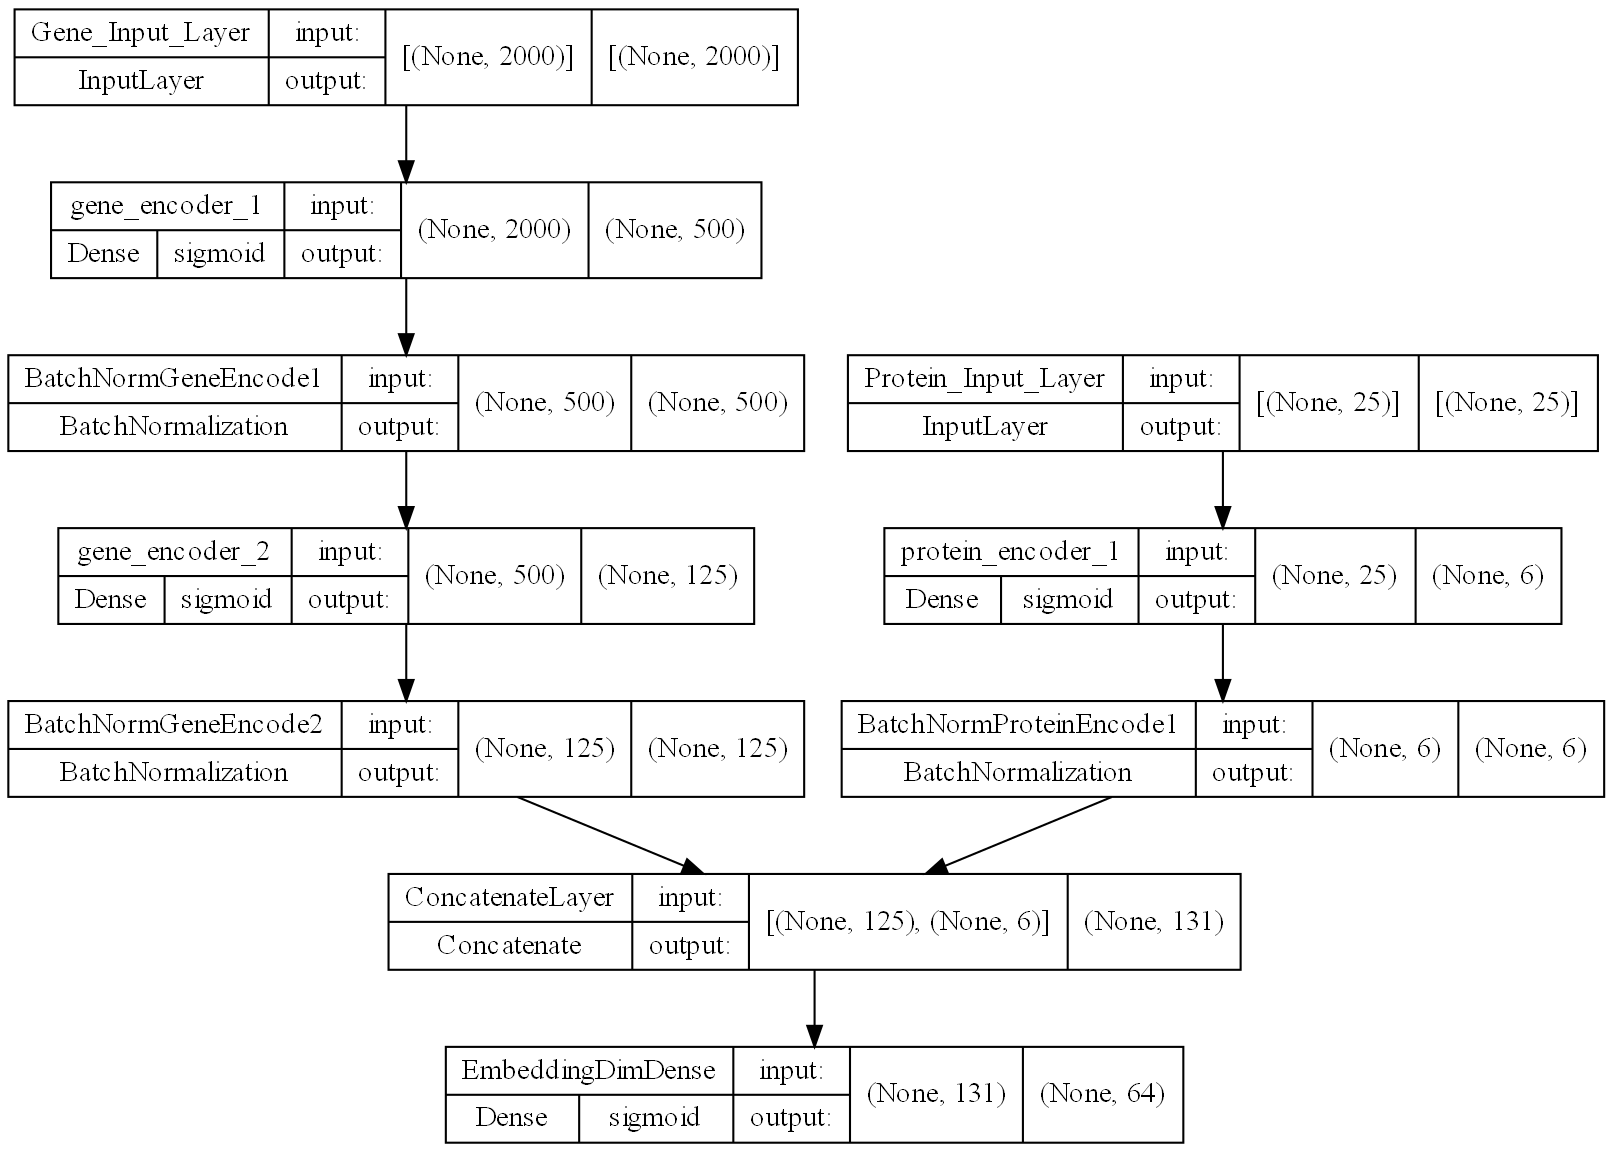 Gene_Input_Layer
input:
[(None, 2000)]
[(None, 2000)]
InputLayer
output:
gene_encoder_1
input:
(None, 2000)
(None, 500)
Dense
sigmoid
output:
BatchNormGeneEncode1
input:
(None, 500)
(None, 500)
BatchNormalization
output:
Protein_Input_Layer
input:
[(None, 25)]
[(None, 25)]
InputLayer
output:
gene_encoder_2
input:
(None, 500)
(None, 125)
Dense
sigmoid
output:
protein_encoder_1
input:
(None, 25)
(None, 6)
Dense
sigmoid
output:
BatchNormGeneEncode2
input:
(None, 125)
(None, 125)
BatchNormalization
output:
BatchNormProteinEncode1
input:
(None, 6)
(None, 6)
BatchNormalization
output:
ConcatenateLayer
input:
[(None, 125), (None, 6)]
(None, 131)
Concatenate
output:
EmbeddingDimDense
input:
(None, 131)
(None, 64)
Dense
sigmoid
output: